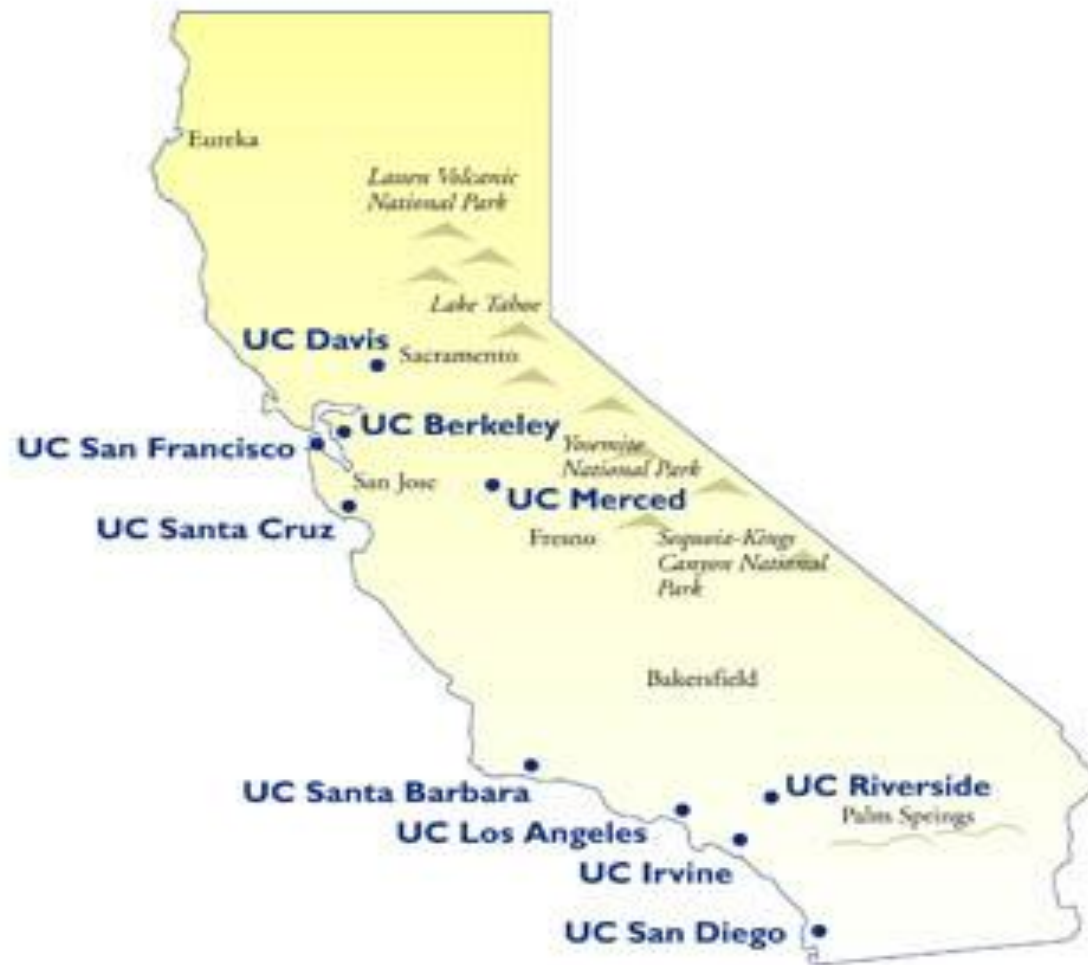 Eureka
Lassen Volcanic
National Park
Lake Tahoe
UC Davis
Sacramento
UC Berkeley
UC San Francisco
Yosemite
National Park
San Jose
UC Merced
UC Santa Cruz
Fresno
Sequoia-Kings
Canyon National
Park
Bakersfield
UC Riverside
UC Santa Barbara
Palm Springs
UC Los Angeles
UC Irvine
UC San Diego